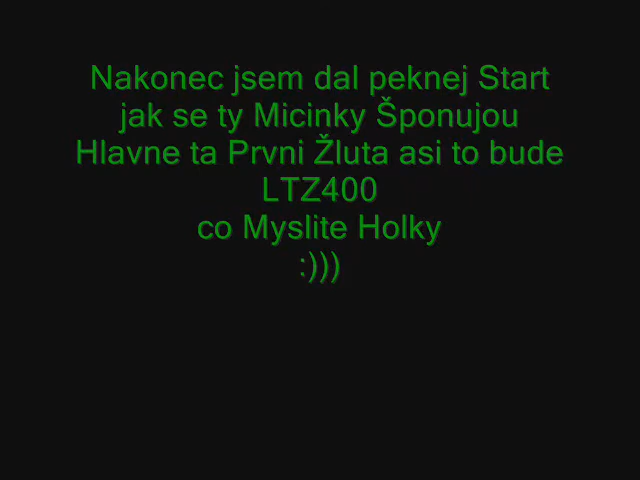 Nakonec jsem dal peknej Start
jak se ty Micinky Šponujou
Hlavne ta Prvni Žluta asi to bude
LTZ400
co Myslite Holky
:)))